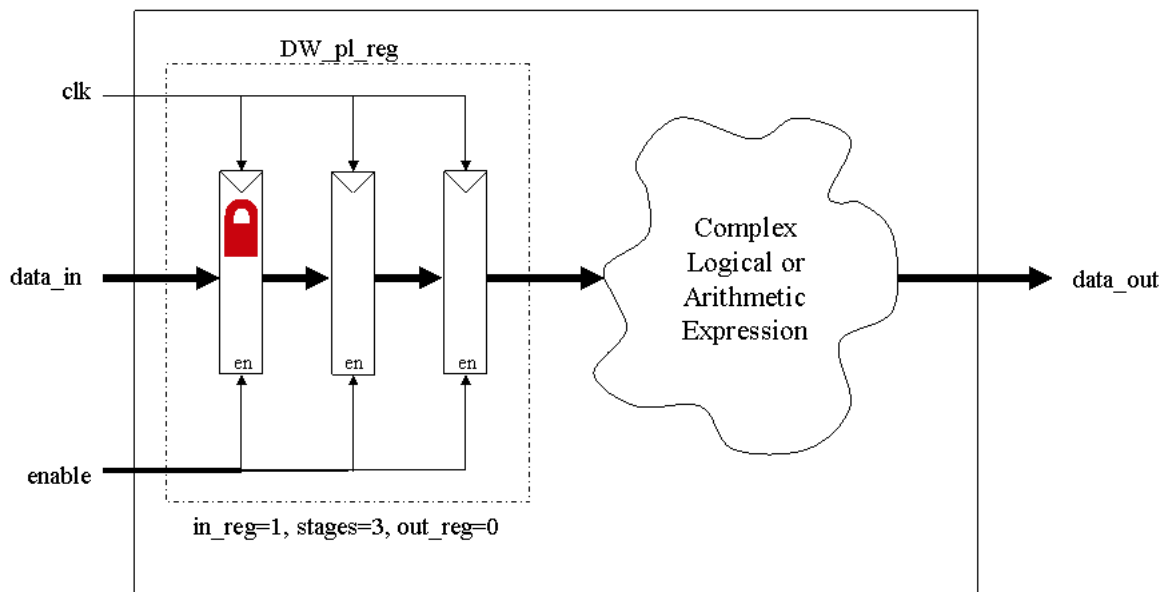 DW_pl_reg
clk
data_in
en
en
en
enable
in_reg=1, stages=3, out_reg=0
Complex
Logical or
Arithmetic
Expression
data_out